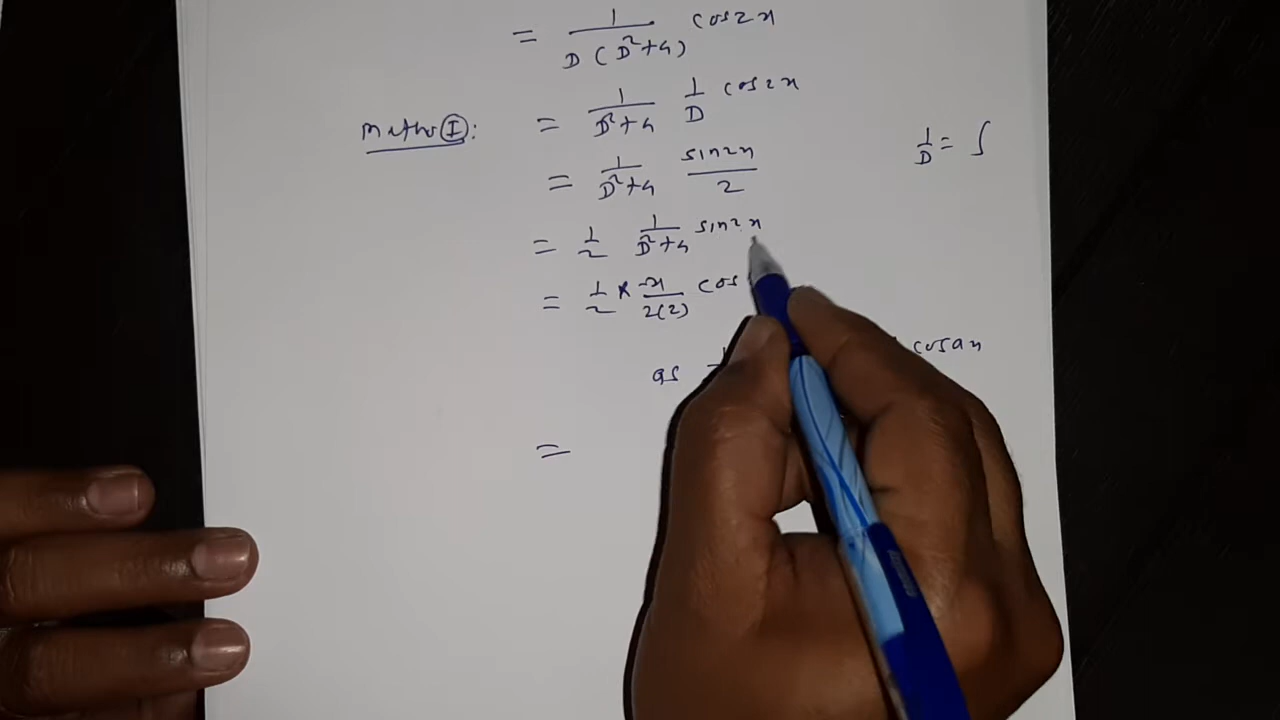 = 1/D(D²+4) cos2x
Metho I: = 1/D²+4 1/D cos2x
1/D = ∫
= 1/D²+4 sin2x/2
= 1/2 1/D²+4 sin2x
= 1/2 × -x/2(2) cos
as cosax
=